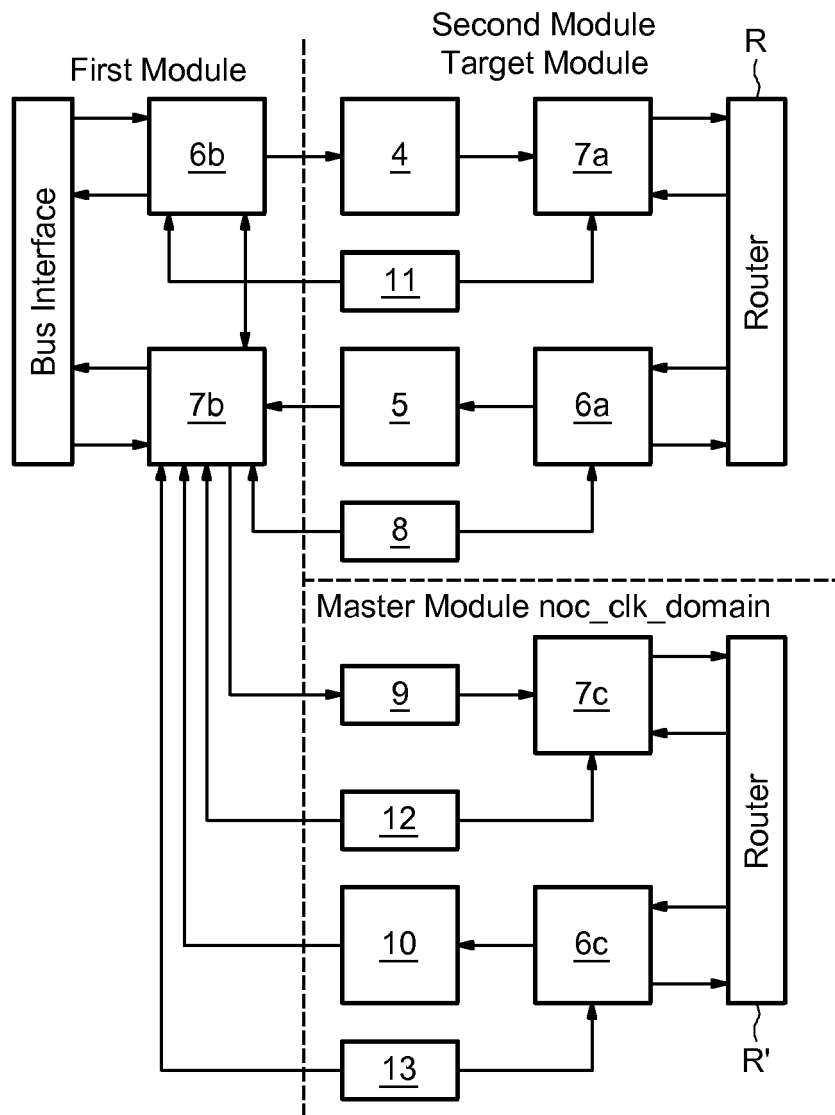 Second Module
Target Module
R
First Module
6b
4
7a
Bus Interface
Router
11
7b
5
6a
8
Master Module noc_clk_domain
9
7c
12
Router
10
6c
13
R'